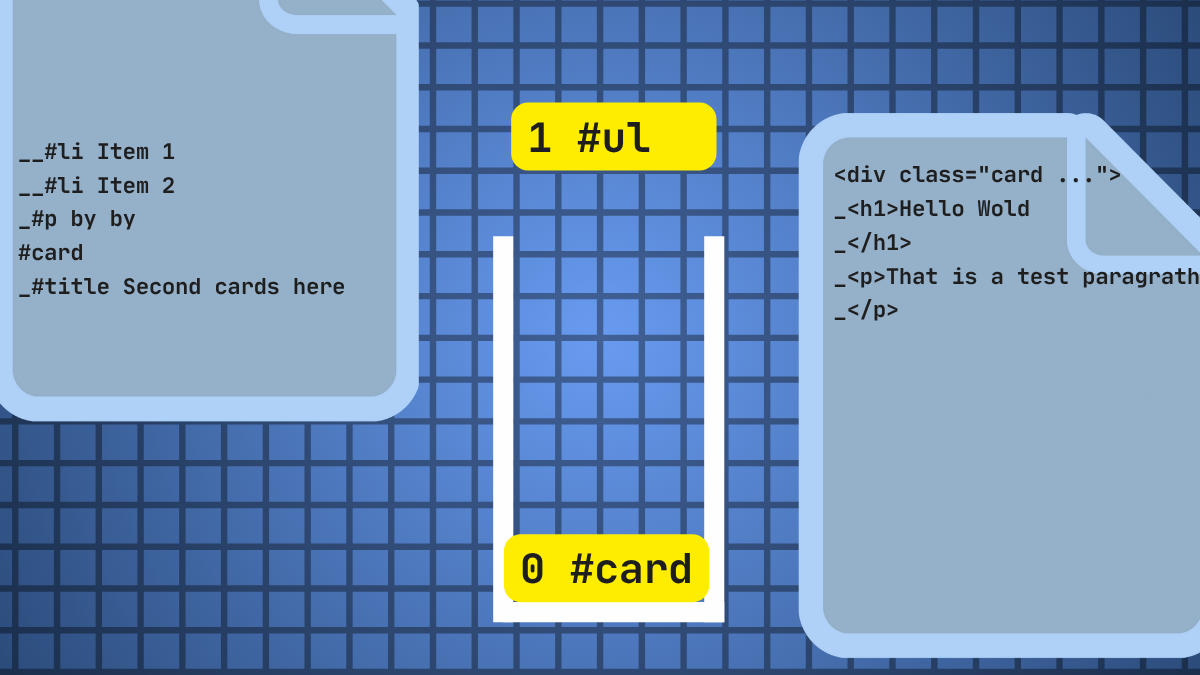 __#li Item 1
__#li Item 2
_#p by by
#card
_#title Second cards here
1 #ul
0 #card
<div class="card ...">
_<h1>Hello Wold
_</h1>
_<p>That is a test paragrath
_</p>